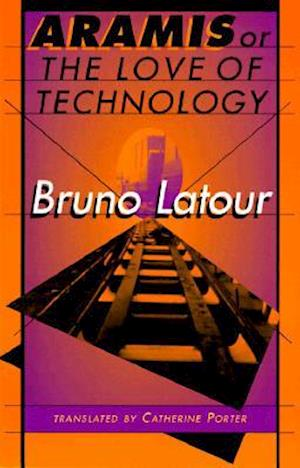 ARAMIS or
THE LOVE OF
TECHNOLOGY
Bruno Latour
TRANSLATED BY CATHERINE PORTER